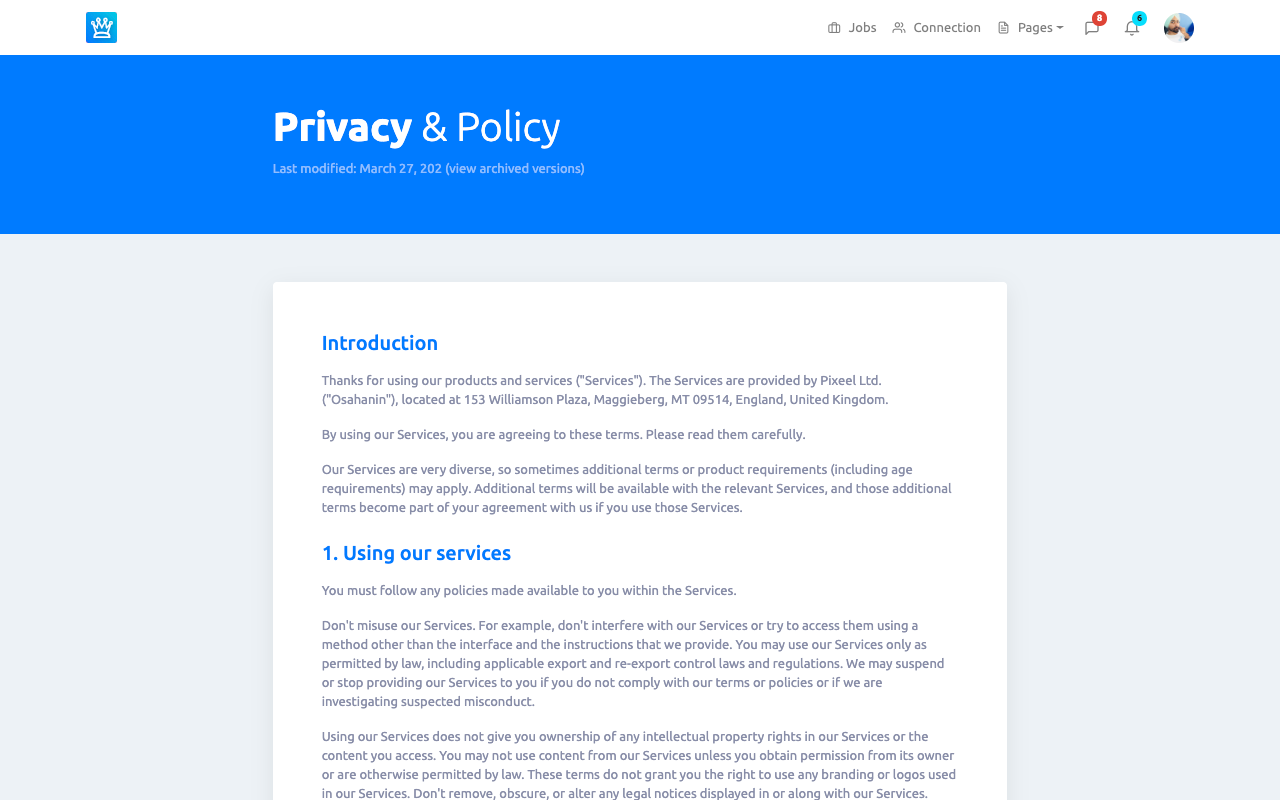 Jobs Connection Pages 8 6
Privacy & Policy
Last modified: March 27, 202 (view archived versions)
Introduction
Thanks for using our products and services ("Services"). The Services are provided by Pixeel Ltd.
("Osahanin"), located at 153 Williamson Plaza, Maggieberg, MT 09514, England, United Kingdom.
By using our Services, you are agreeing to these terms. Please read them carefully.
Our Services are very diverse, so sometimes additional terms or product requirements (including age
requirements) may apply. Additional terms will be available with the relevant Services, and those additional
terms become part of your agreement with us if you use those Services.
1. Using our services
You must follow any policies made available to you within the Services.
Don't misuse our Services. For example, don't interfere with our Services or try to access them using a
method other than the interface and the instructions that we provide. You may use our Services only as
permitted by law, including applicable export and re-export control laws and regulations. We may suspend
or stop providing our Services to you if you do not comply with our terms or policies or if we are
investigating suspected misconduct.
Using our Services does not give you ownership of any intellectual property rights in our Services or the
content you access. You may not use content from our Services unless you obtain permission from its owner
or are otherwise permitted by law. These terms do not grant you the right to use any branding or logos used
in our Services. Don't remove, obscure, or alter any legal notices displayed in or along with our Services.